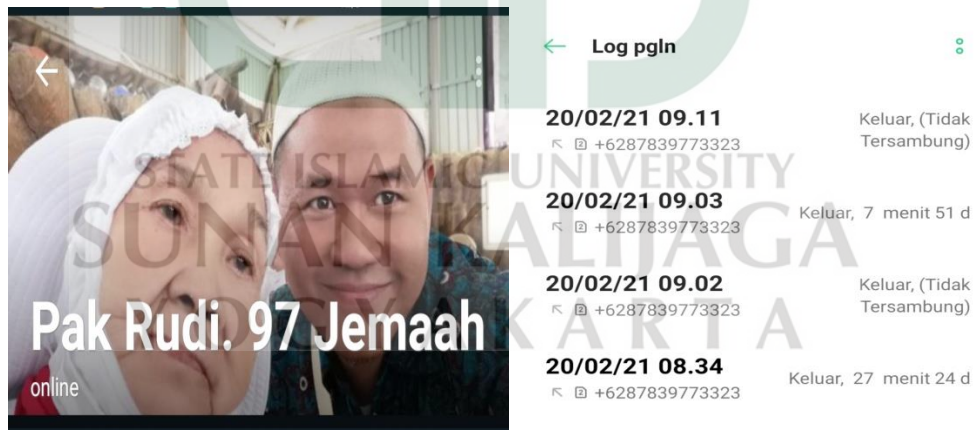 Pak Rudi. 97 Jemaah
online
Log pgln
20/02/21 09.11
Keluar, (Tidak
Tersambung)
+6287839773323
20/02/21 09.03
Keluar, 7 menit 51 d
+6287839773323
20/02/21 09.02
Keluar, (Tidak
Tersambung)
+6287839773323
20/02/21 08.34
Keluar, 27 menit 24 d
+6287839773323
STATE ISLAMIC UNIVERSITY
SUNAN KALIJAGA
YOGYAKARTA